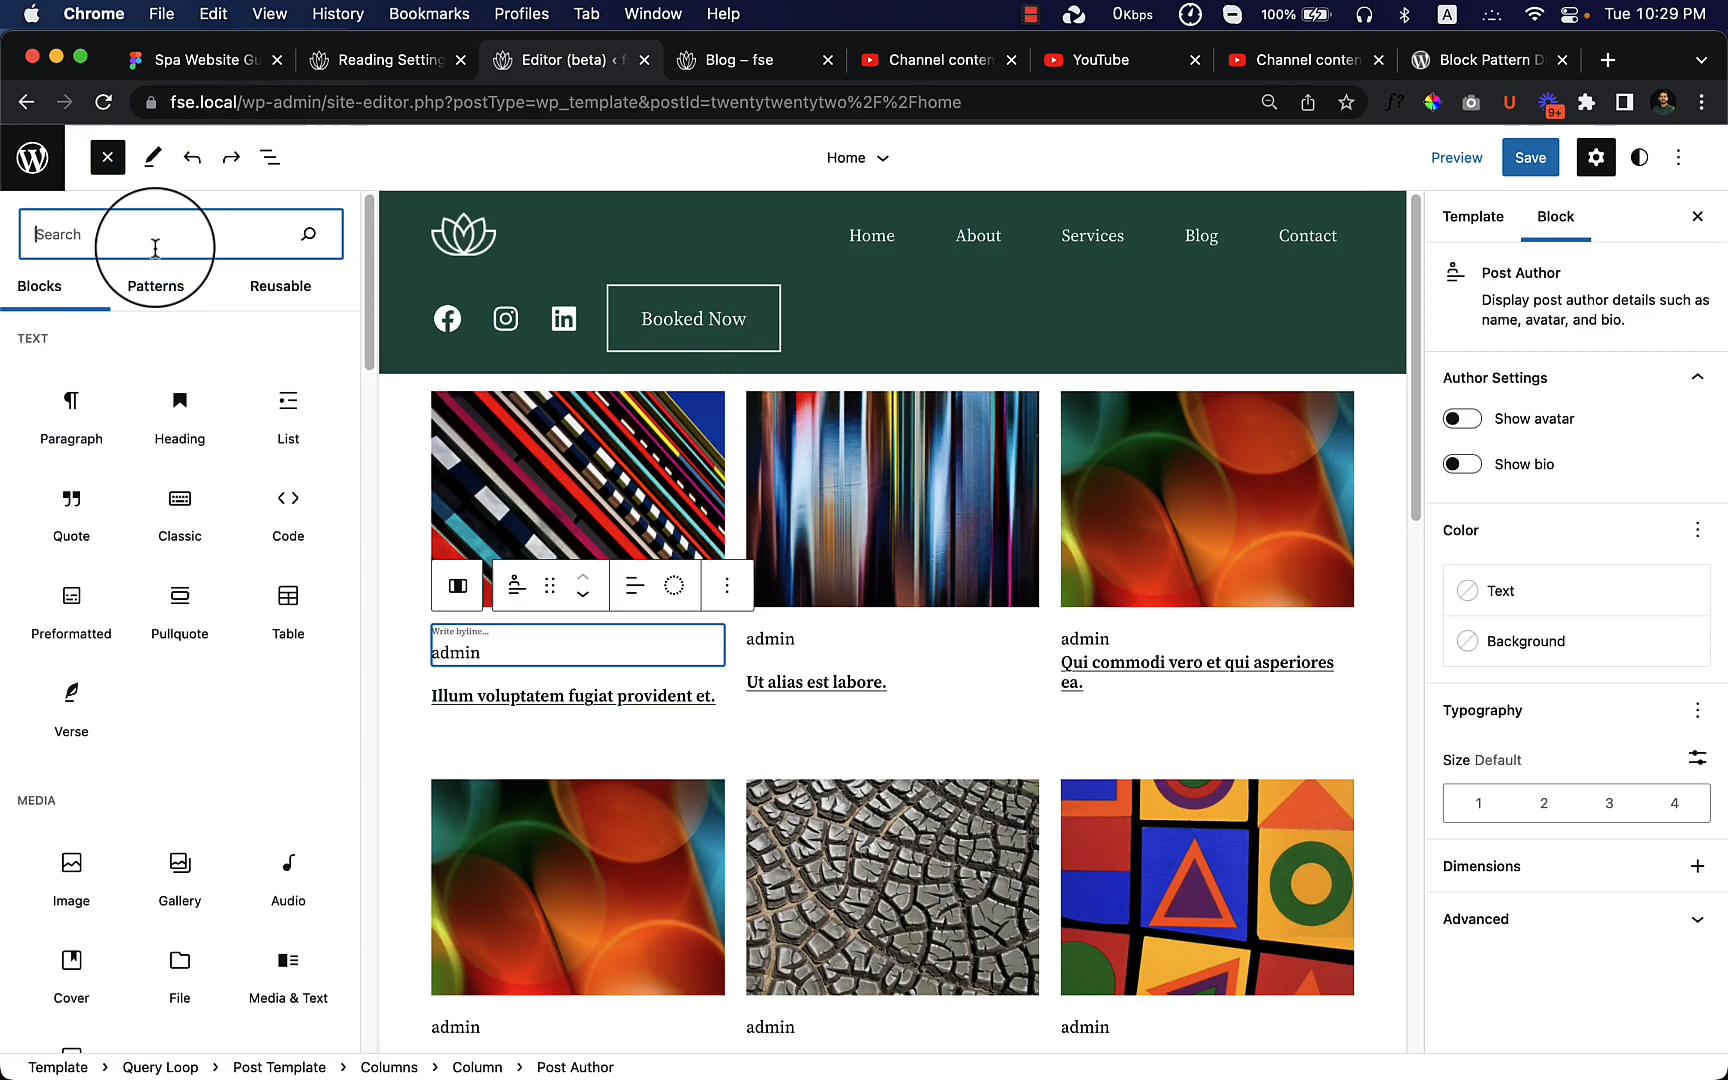 Chrome File Edit View History Bookmarks Profiles Tab Window Help 0Kbps 100% A Tue 10:29 PM
Spa Website Gu Reading Setting Editor (beta) ‹ f Blog – fse Channel conten YouTube Channel conten Block Pattern D
fse.local/wp-admin/site-editor.php?postType=wp_template&postId=twentytwentytwo%2F%2Fhome f? U 9+
Home Preview Save
Search
Blocks Patterns Reusable
TEXT
Paragraph Heading List
Quote Classic Code
Preformatted Pullquote Table
Verse
MEDIA
Image Gallery Audio
Cover File Media & Text
Home About Services Blog Contact
Booked Now
Write byline...
admin
Illum voluptatem fugiat provident et.
admin
Ut alias est labore.
admin
Qui commodi vero et qui asperiores
ea.
admin admin admin
Template Block
Post Author
Display post author details such as
name, avatar, and bio.
Author Settings
Show avatar
Show bio
Color
Text
Background
Typography
Size Default
1 2 3 4
Dimensions
Advanced
Template › Query Loop › Post Template › Columns › Column › Post Author